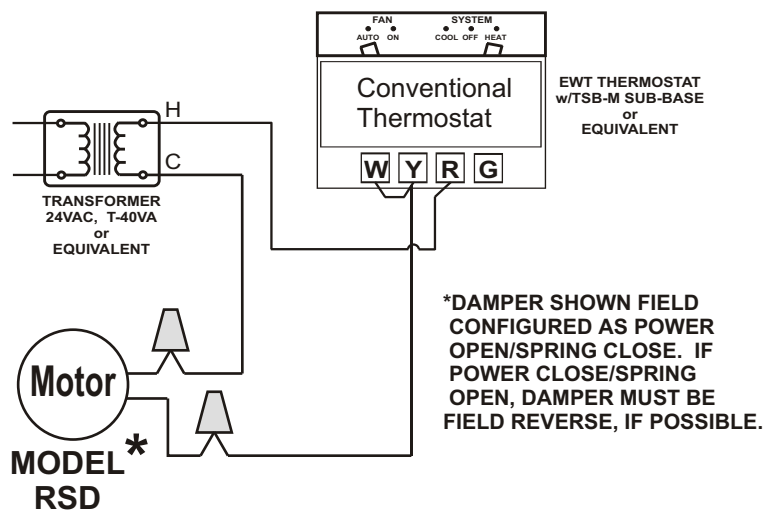 FAN SYSTEM
AUTO ON COOL OFF HEAT
Conventional
Thermostat
W Y R G
EWT THERMOSTAT
w/TSB-M SUB-BASE
or
EQUIVALENT
H
C
TRANSFORMER
24VAC, T-40VA
or
EQUIVALENT
Motor
MODEL*
RSD
*DAMPER SHOWN FIELD
CONFIGURED AS POWER
OPEN/SPRING CLOSE. IF
POWER CLOSE/SPRING
OPEN, DAMPER MUST BE
FIELD REVERSE, IF POSSIBLE.